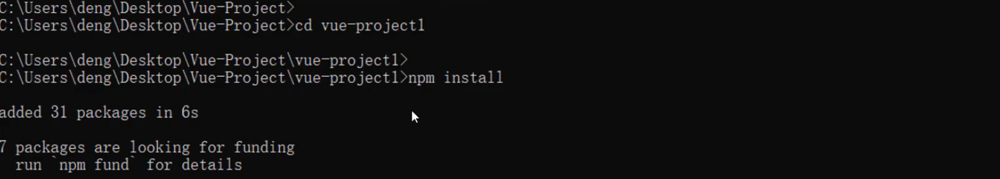 C:\Users\deng\Desktop\Vue-Project>
C:\Users\deng\Desktop\Vue-Project>cd vue-project1
C:\Users\deng\Desktop\Vue-Project\vue-project1>
C:\Users\deng\Desktop\Vue-Project\vue-project1>npm install
added 31 packages in 6s
7 packages are looking for funding
run `npm fund` for details